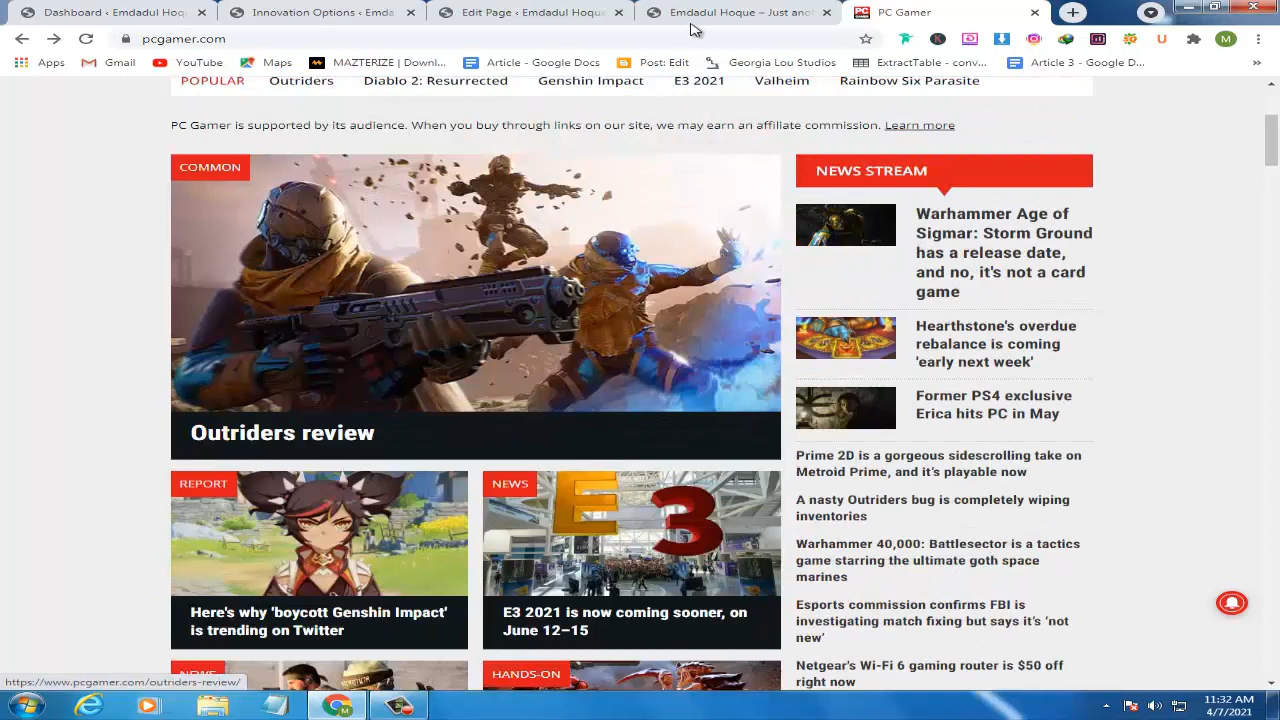 Dashboard ‹ Emdadul Hoq
Innovation Options ‹ Emda
Edit Page ‹ Emdadul Hoque
Emdadul Hoque – Just anot
PC GAMER
PC Gamer
pcgamer.com
M
Apps
Gmail
YouTube
Maps
MAZTERIZE | Downl...
Article - Google Docs
Post: Edit
Georgia Lou Studios
ExtractTable - conv...
Article 3 - Google D...
»
POPULAR
Outriders
Diablo 2: Resurrected
Genshin Impact
E3 2021
Valheim
Rainbow Six Parasite
PC Gamer is supported by its audience. When you buy through links on our site, we may earn an affiliate commission. Learn more
COMMON
Outriders review
REPORT
Here's why 'boycott Genshin Impact'
is trending on Twitter
NEWS
E3
E3 2021 is now coming sooner, on
June 12–15
NEWS
HANDS-ON
NEWS STREAM
Warhammer Age of
Sigmar: Storm Ground
has a release date,
and no, it's not a card
game
Hearthstone's overdue
rebalance is coming
'early next week'
Former PS4 exclusive
Erica hits PC in May
Prime 2D is a gorgeous sidescrolling take on
Metroid Prime, and it's playable now
A nasty Outriders bug is completely wiping
inventories
Warhammer 40,000: Battlesector is a tactics
game starring the ultimate goth space
marines
Esports commission confirms FBI is
investigating match fixing but says it's 'not
new'
Netgear's Wi-Fi 6 gaming router is $50 off
right now
https://www.pcgamer.com/outriders-review/
11:32 AM
4/7/2021